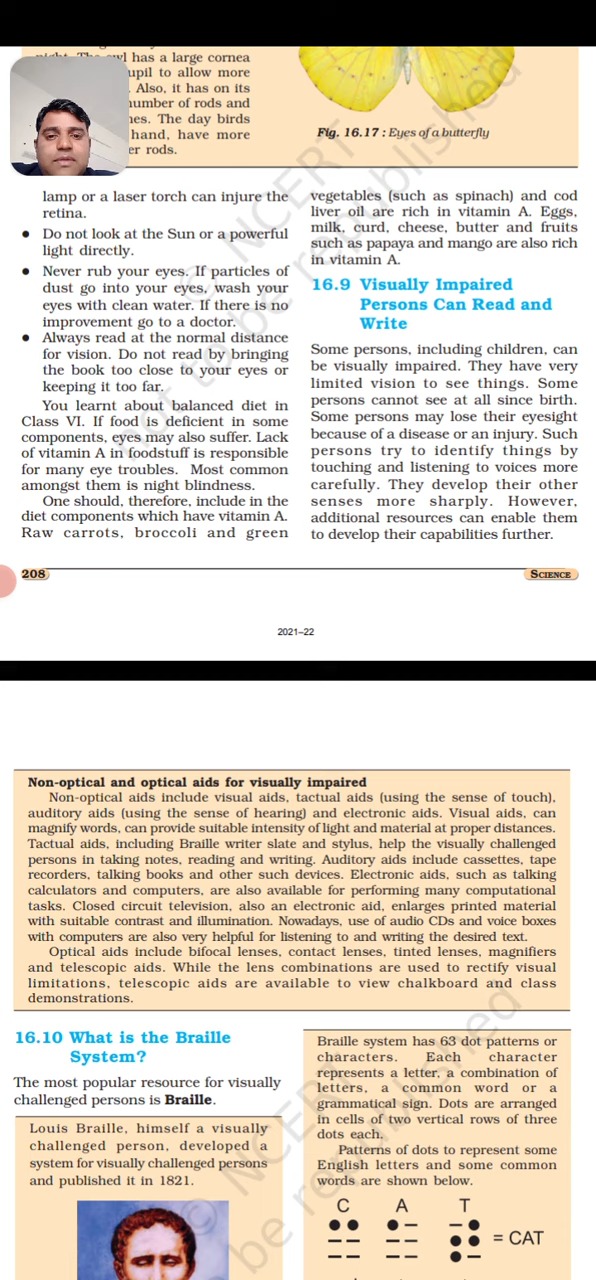 wl has a large cornea
upil to allow more
Also, it has on its
number of rods and
nes. The day birds
hand, have more
er rods.
Fig. 16.17 : Eyes of a butterfly
lamp or a laser torch can injure the
retina.
• Do not look at the Sun or a powerful
light directly.
• Never rub your eyes. If particles of
dust go into your eyes, wash your
eyes with clean water. If there is no
improvement go to a doctor.
• Always read at the normal distance
for vision. Do not read by bringing
the book too close to your eyes or
keeping it too far.
You learnt about balanced diet in
Class VI. If food is deficient in some
components, eyes may also suffer. Lack
of vitamin A in foodstuff is responsible
for many eye troubles. Most common
amongst them is night blindness.
One should, therefore, include in the
diet components which have vitamin A.
Raw carrots, broccoli and green
vegetables (such as spinach) and cod
liver oil are rich in vitamin A. Eggs,
milk, curd, cheese, butter and fruits
such as papaya and mango are also rich
in vitamin A.
16.9 Visually Impaired
Persons Can Read and
Write
Some persons, including children, can
be visually impaired. They have very
limited vision to see things. Some
persons cannot see at all since birth.
Some persons may lose their eyesight
because of a disease or an injury. Such
persons try to identify things by
touching and listening to voices more
carefully. They develop their other
senses more sharply. However,
additional resources can enable them
to develop their capabilities further.
208
SCIENCE
2021–22
Non-optical and optical aids for visually impaired
Non-optical aids include visual aids, tactual aids (using the sense of touch),
auditory aids (using the sense of hearing) and electronic aids. Visual aids, can
magnify words, can provide suitable intensity of light and material at proper distances.
Tactual aids, including Braille writer slate and stylus, help the visually challenged
persons in taking notes, reading and writing. Auditory aids include cassettes, tape
recorders, talking books and other such devices. Electronic aids, such as talking
calculators and computers, are also available for performing many computational
tasks. Closed circuit television, also an electronic aid, enlarges printed material
with suitable contrast and illumination. Nowadays, use of audio CDs and voice boxes
with computers are also very helpful for listening to and writing the desired text.
Optical aids include bifocal lenses, contact lenses, tinted lenses, magnifiers
and telescopic aids. While the lens combinations are used to rectify visual
limitations, telescopic aids are available to view chalkboard and class
demonstrations.
16.10 What is the Braille
System?
The most popular resource for visually
challenged persons is Braille.
Louis Braille, himself a visually
challenged person, developed a
system for visually challenged persons
and published it in 1821.
Braille system has 63 dot patterns or
characters. Each character
represents a letter, a combination of
letters, a common word or a
grammatical sign. Dots are arranged
in cells of two vertical rows of three
dots each.
Patterns of dots to represent some
English letters and some common
words are shown below.
C A T
= CAT
© NCERT
not to be republished
© NCERT
be republished